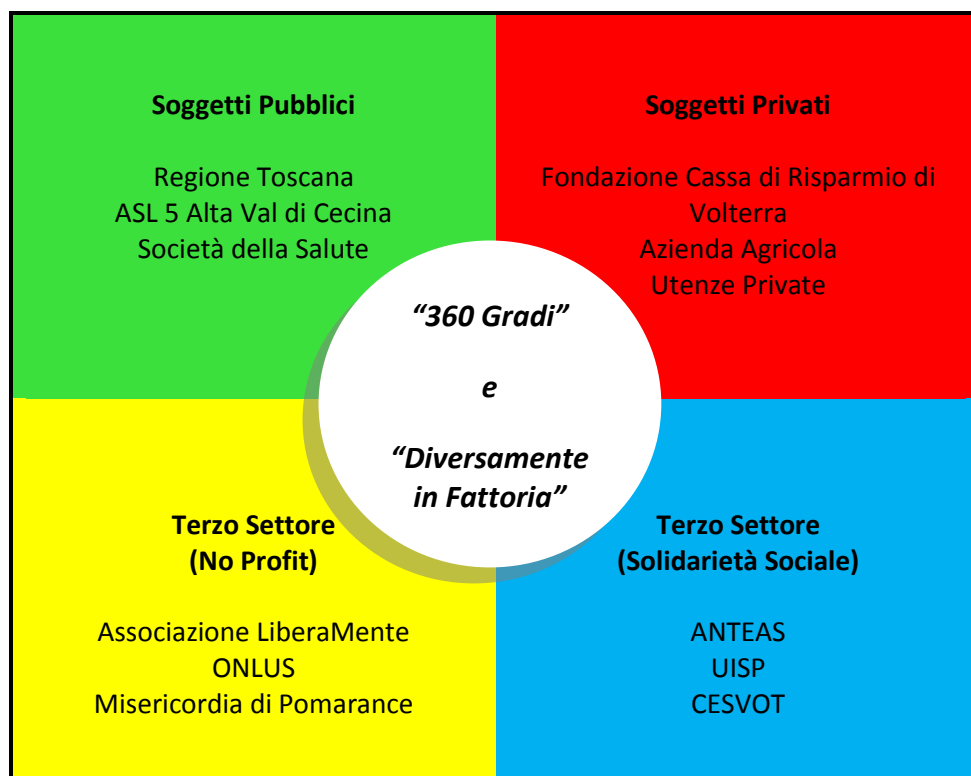 Soggetti Pubblici
Regione Toscana
ASL 5 Alta Val di Cecina
Società della Salute
Soggetti Privati
Fondazione Cassa di Risparmio di
Volterra
Azienda Agricola
Utenze Private
“360 Gradi”
e
“Diversamente
in Fattoria”
Terzo Settore
(No Profit)
Associazione LiberaMente
ONLUS
Misericordia di Pomarance
Terzo Settore
(Solidarietà Sociale)
ANTEAS
UISP
CESVOT